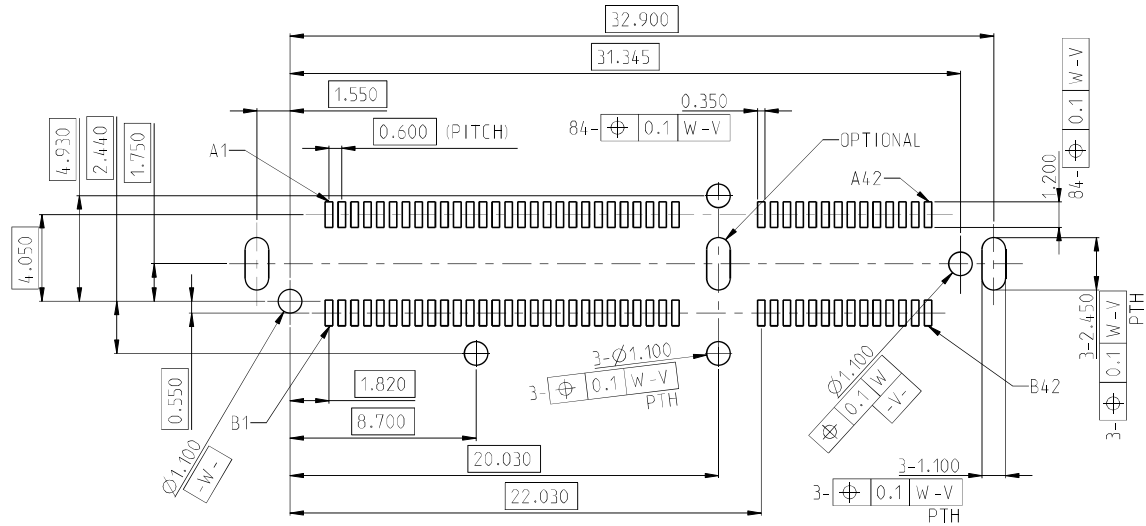 32.900
31.345
1.550
0.350
84-⌖ 0.1 W-V
0.600 (PITCH)
84-⌖ 0.1 W-V
4.930
2.440
1.750
A1
OPTIONAL
A42
1.200
4.050
0.550
3-Ø1.100
3-⌖ 0.1 W-V
PTH
Ø1.100
⌖ 0.1 W
-V-
3-2.450
PTH
3-⌖ 0.1 W-V
1.820
B1
8.700
B42
Ø1.100
-W-
20.030
3-1.100
3-⌖ 0.1 W-V
PTH
22.030